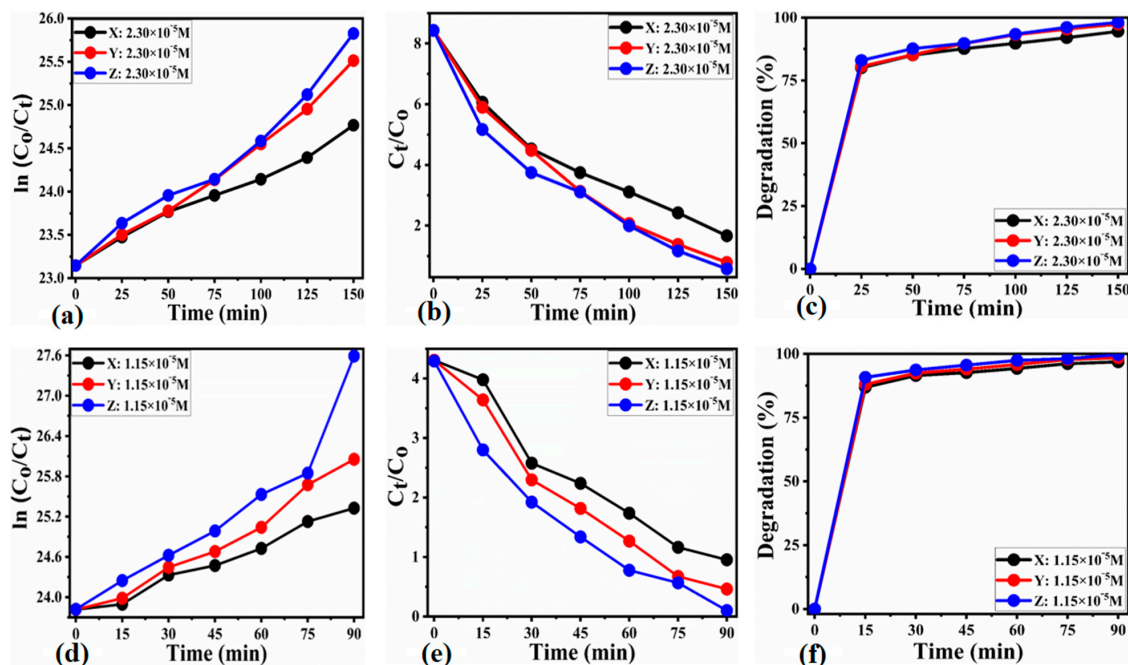 26.0
25.5
25.0
24.5
24.0
23.5
23.0
ln (Co/Ct)
X: 2.30×10⁻⁵M
Y: 2.30×10⁻⁵M
Z: 2.30×10⁻⁵M
0 25 50 75 100 125 150
Time (min)
(a)
8
6
4
2
Ct/Co
X: 2.30×10⁻⁵M
Y: 2.30×10⁻⁵M
Z: 2.30×10⁻⁵M
0 25 50 75 100 125 150
Time (min)
(b)
100
75
50
25
0
Degradation (%)
X: 2.30×10⁻⁵M
Y: 2.30×10⁻⁵M
Z: 2.30×10⁻⁵M
0 25 50 75 100 125 150
Time (min)
(c)
27.6
27.0
26.4
25.8
25.2
24.6
24.0
ln (Co/Ct)
X: 1.15×10⁻⁵M
Y: 1.15×10⁻⁵M
Z: 1.15×10⁻⁵M
0 15 30 45 60 75 90
Time (min)
(d)
4
3
2
1
0
Ct/Co
X: 1.15×10⁻⁵M
Y: 1.15×10⁻⁵M
Z: 1.15×10⁻⁵M
0 15 30 45 60 75 90
Time (min)
(e)
100
75
50
25
0
Degradation (%)
X: 1.15×10⁻⁵M
Y: 1.15×10⁻⁵M
Z: 1.15×10⁻⁵M
0 15 30 45 60 75 90
Time (min)
(f)